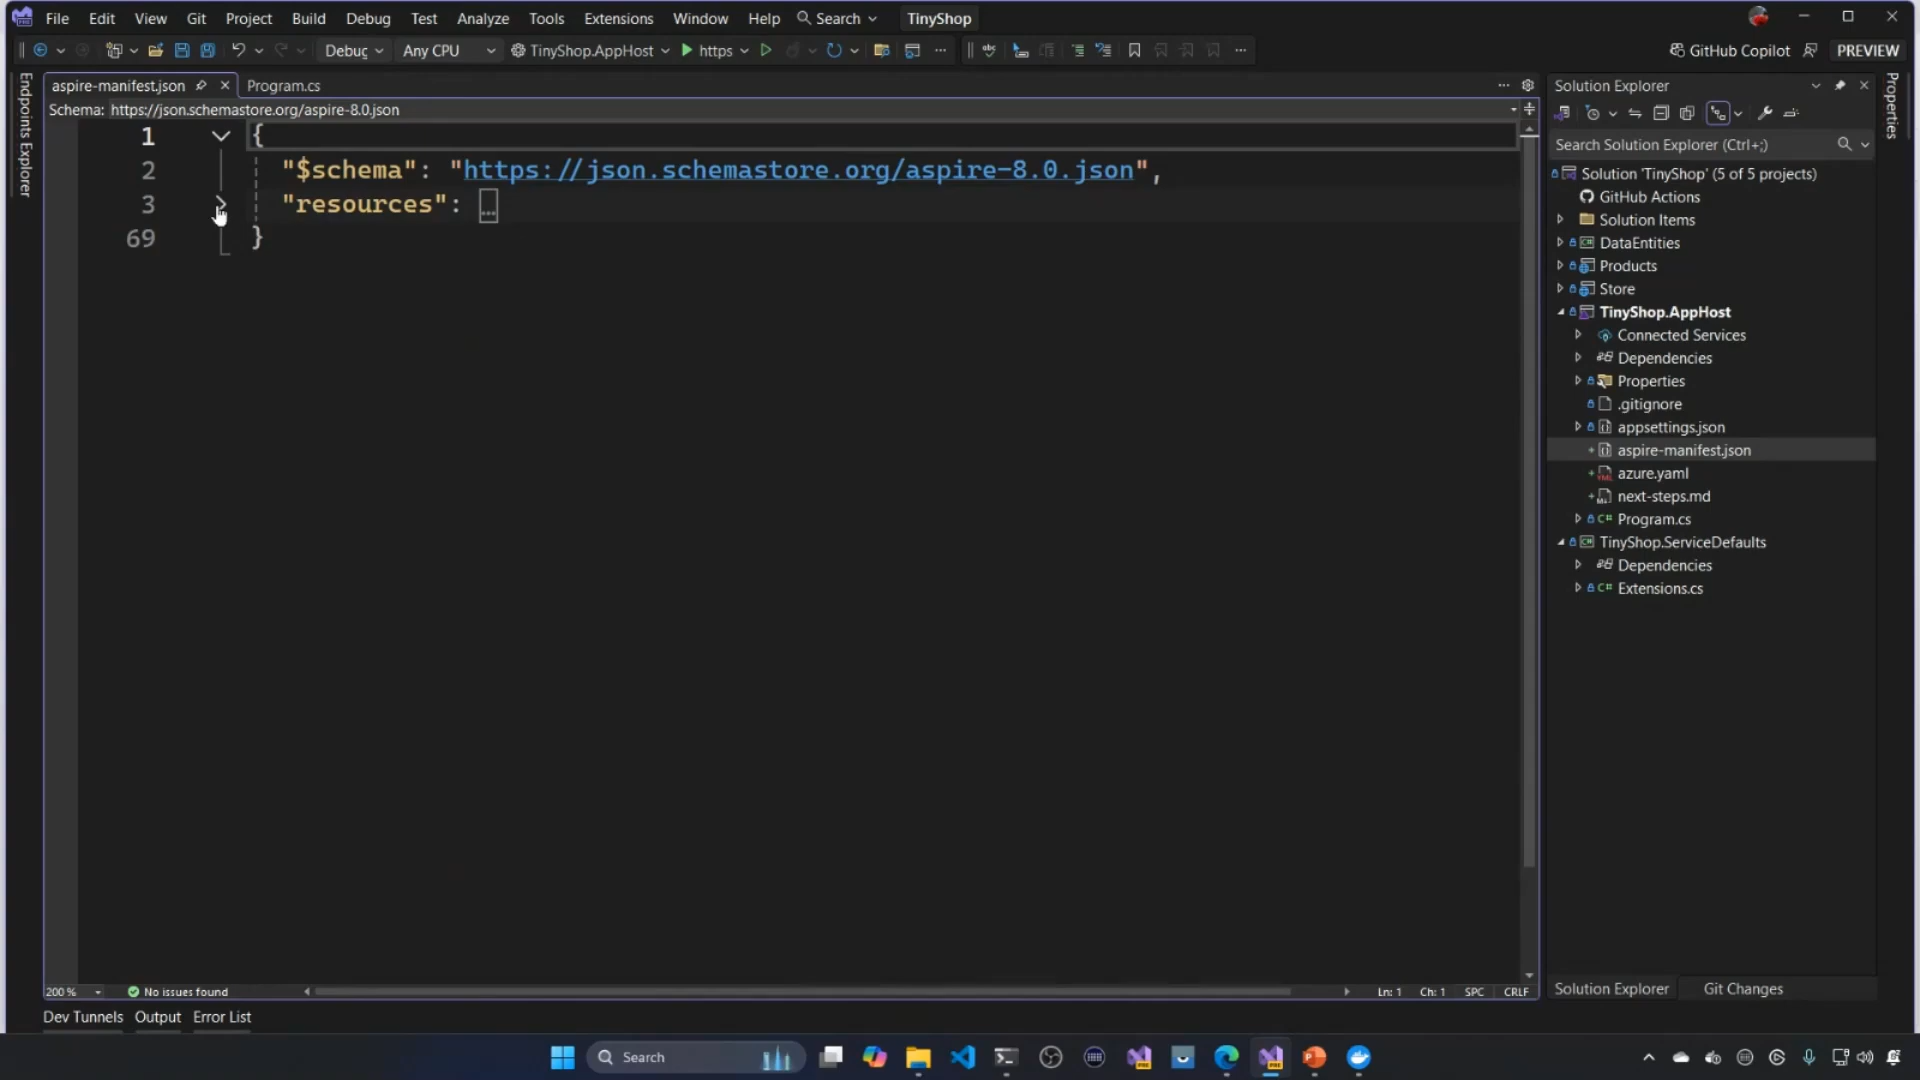 File Edit View Git Project Build Debug Test Analyze Tools Extensions Window Help Search TinyShop
Debug Any CPU TinyShop.AppHost https GitHub Copilot PREVIEW
Endpoints Explorer
aspire-manifest.json Program.cs
Schema: https://json.schemastore.org/aspire-8.0.json
1 {
2 "$schema": "https://json.schemastore.org/aspire-8.0.json",
3 "resources": ...
69 }
Solution Explorer
Search Solution Explorer (Ctrl+;)
Solution 'TinyShop' (5 of 5 projects)
GitHub Actions
Solution Items
DataEntities
Products
Store
TinyShop.AppHost
Connected Services
Dependencies
Properties
.gitignore
appsettings.json
aspire-manifest.json
azure.yaml
next-steps.md
Program.cs
TinyShop.ServiceDefaults
Dependencies
Extensions.cs
Properties
200 % No issues found Ln: 1 Ch: 1 SPC CRLF
Solution Explorer Git Changes
Dev Tunnels Output Error List
Search